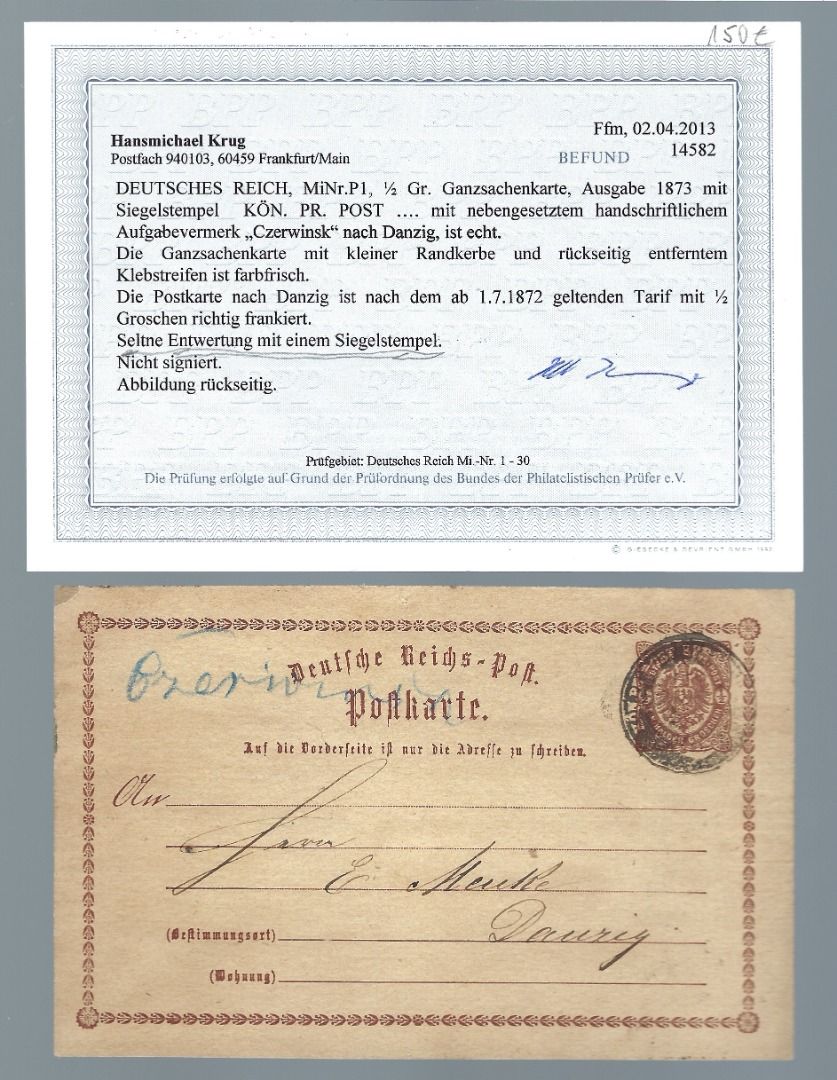 150€
Hansmichael Krug
Postfach 940103, 60459 Frankfurt/Main
Ffm, 02.04.2013
BEFUND 14582
DEUTSCHES REICH, MiNr.P1, ½ Gr. Ganzsachenkarte, Ausgabe 1873 mit
Siegelstempel KÖN. PR. POST .... mit nebengesetztem handschriftlichem
Aufgabevermerk „Czerwinsk“ nach Danzig, ist echt.
Die Ganzsachenkarte mit kleiner Randkerbe und rückseitig entferntem
Klebstreifen ist farbfrisch.
Die Postkarte nach Danzig ist nach dem ab 1.7.1872 geltenden Tarif mit ½
Groschen richtig frankiert.
Seltne Entwertung mit einem Siegelstempel.
Nicht signiert.
Abbildung rückseitig.
Prüfgebiet: Deutsches Reich Mi.-Nr. 1 - 30
Die Prüfung erfolgte auf Grund der Prüfordnung des Bundes der Philatelistischen Prüfer e.V.
© GIESECKE & DEVRIENT GMBH
Czerwinsk
Deutsche Reichs-Post.
Postkarte.
Auf die Vorderseite ist nur die Adresse zu schreiben.
An
Herrn
E. Menke
(Bestimmungsort) Danzig
(Wohnung)